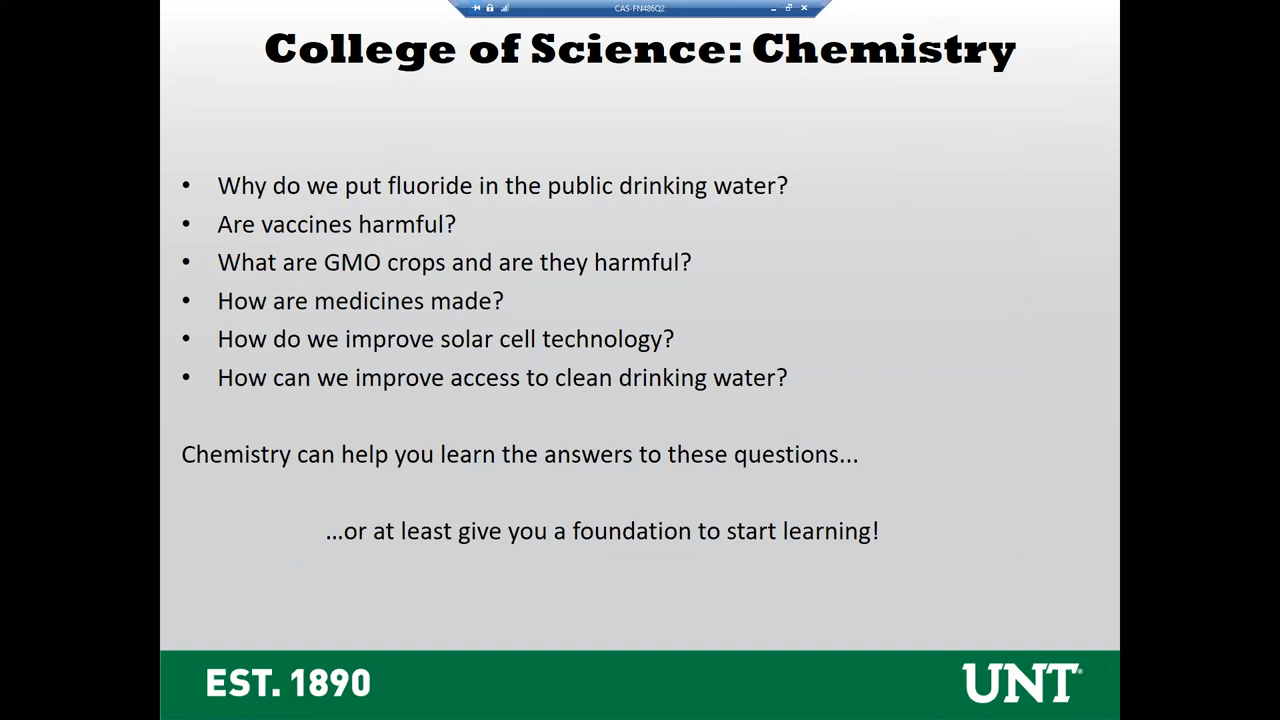 CAS-FN486Q2
College of Science: Chemistry
• Why do we put fluoride in the public drinking water?
• Are vaccines harmful?
• What are GMO crops and are they harmful?
• How are medicines made?
• How do we improve solar cell technology?
• How can we improve access to clean drinking water?
Chemistry can help you learn the answers to these questions...
...or at least give you a foundation to start learning!
EST. 1890
UNT®